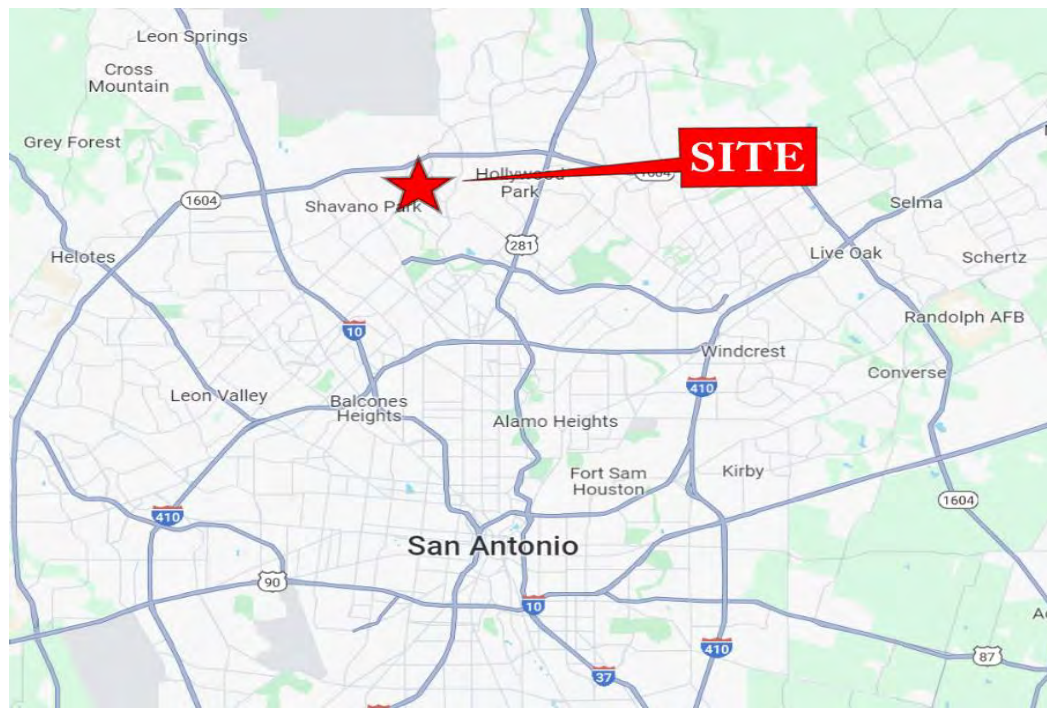 Leon Springs
Cross
Mountain
Grey Forest
SITE
Hollywood
Park
1604
1604
Shavano Park
Selma
281
Helotes
Live Oak
Schertz
Randolph AFB
10
Windcrest
Converse
410
Leon Valley
Balcones
Heights
Alamo Heights
Fort Sam
Houston
Kirby
1604
410
San Antonio
90
10
410
87
37